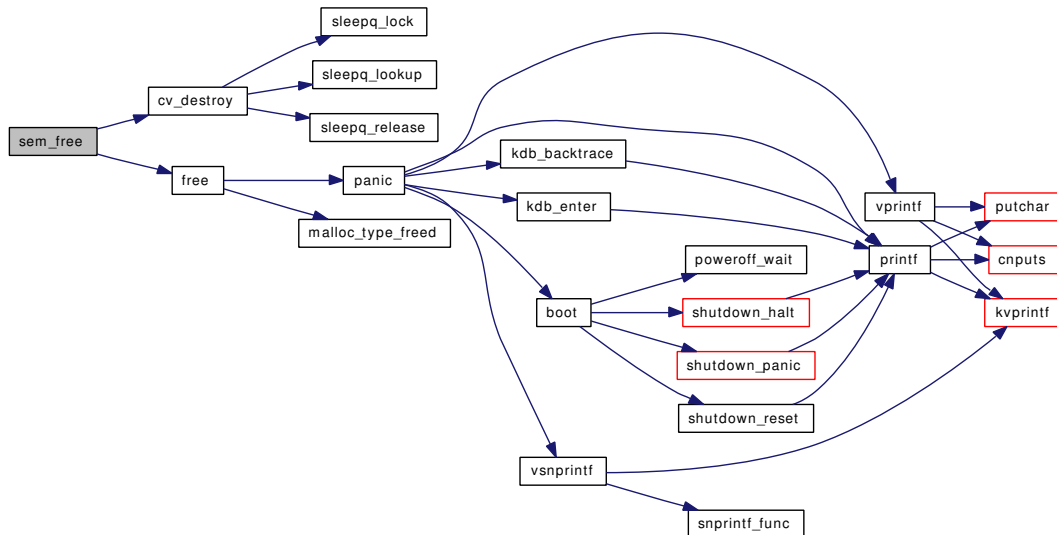 sleepq_lock
sleepq_lookup
cv_destroy
sleepq_release
sem_free
kdb_backtrace
free
panic
kdb_enter
vprintf
putchar
malloc_type_freed
poweroff_wait
printf
cnputs
boot
shutdown_halt
kvprintf
shutdown_panic
shutdown_reset
vsnprintf
snprintf_func